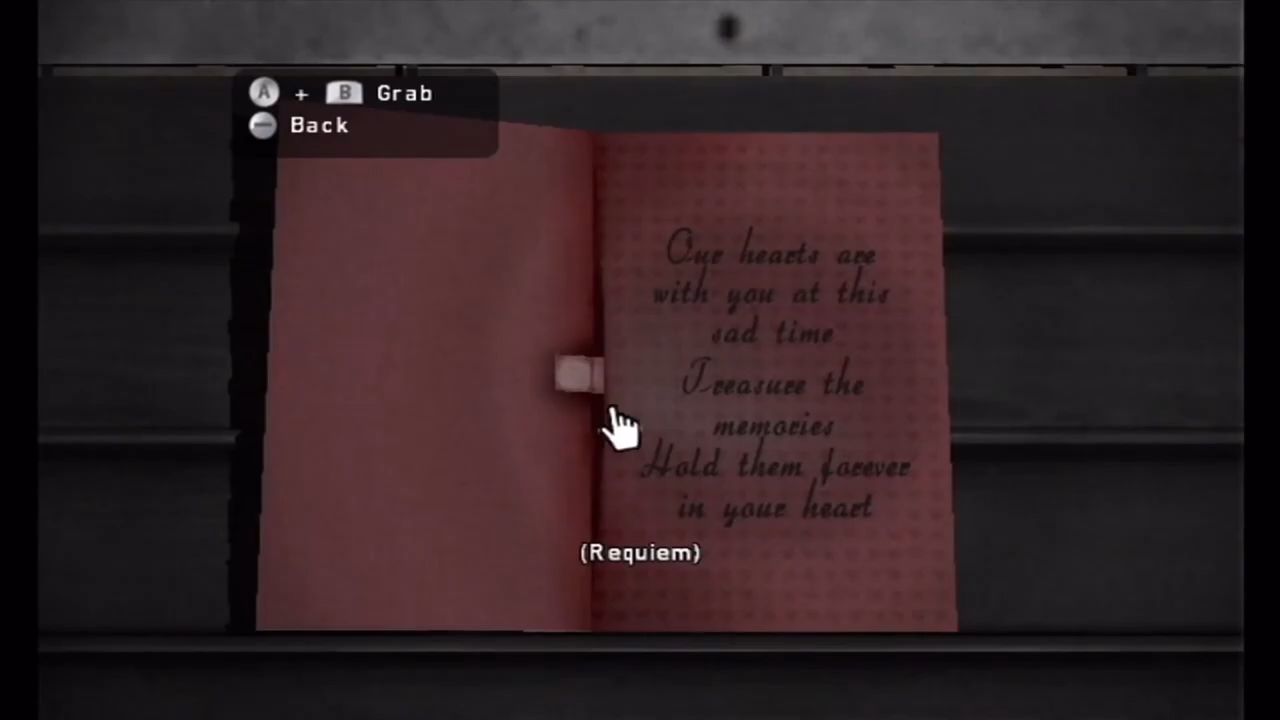 A + B Grab
- Back
Our hearts are
with you at this
sad time
Treasure the
memories
Hold them forever
in your heart
(Requiem)